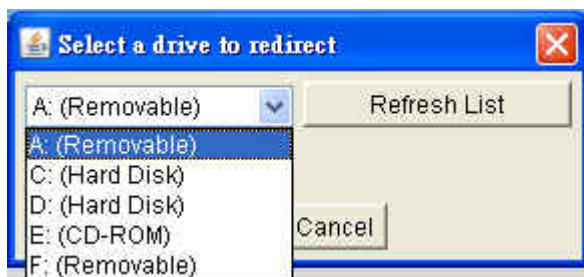 Select a drive to redirect
A: (Removable)
Refresh List
A: (Removable)
C: (Hard Disk)
D: (Hard Disk)
E: (CD-ROM)
F: (Removable)
Cancel